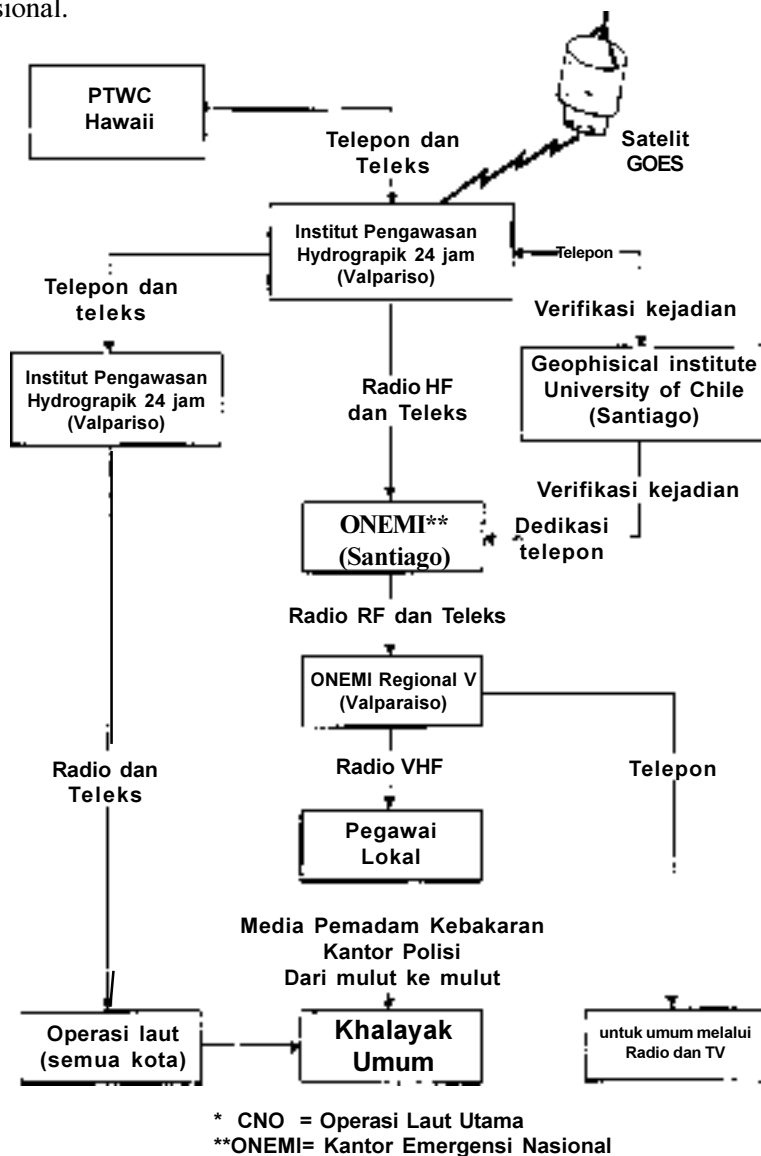 sional.
PTWC
Hawaii
Telepon dan
Teleks
Satelit
GOES
Institut Pengawasan
Hydrograpik 24 jam
(Valpariso)
Telepon
Telepon dan
teleks
Verifikasi kejadian
Institut Pengawasan
Hydrograpik 24 jam
(Valpariso)
Radio HF
dan Teleks
Geophisical institute
University of Chile
(Santiago)
Verifikasi kejadian
ONEMI**
(Santiago)
Dedikasi
telepon
Radio RF dan Teleks
ONEMI Regional V
(Valparaiso)
Radio dan
Teleks
Radio VHF
Telepon
Pegawai
Lokal
Media Pemadam Kebakaran
Kantor Polisi
Dari mulut ke mulut
Operasi laut
(semua kota)
Khalayak
Umum
untuk umum melalui
Radio dan TV
* CNO = Operasi Laut Utama
**ONEMI= Kantor Emergensi Nasional